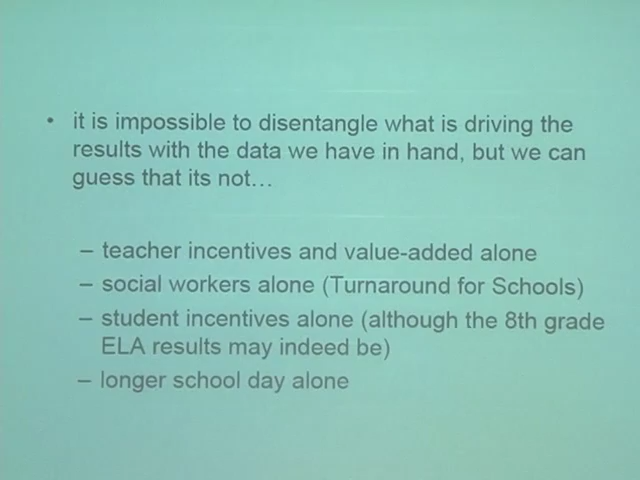 • it is impossible to disentangle what is driving the
results with the data we have in hand, but we can
guess that its not…
– teacher incentives and value-added alone
– social workers alone (Turnaround for Schools)
– student incentives alone (although the 8th grade
ELA results may indeed be)
– longer school day alone